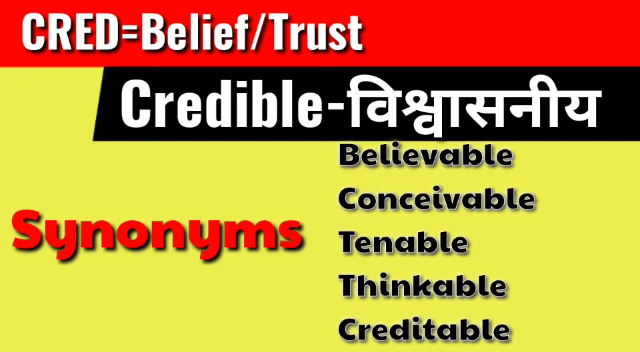 CRED=Belief/Trust
Credible-विश्वासनीय
Synonyms
Believable
Conceivable
Tenable
Thinkable
Creditable